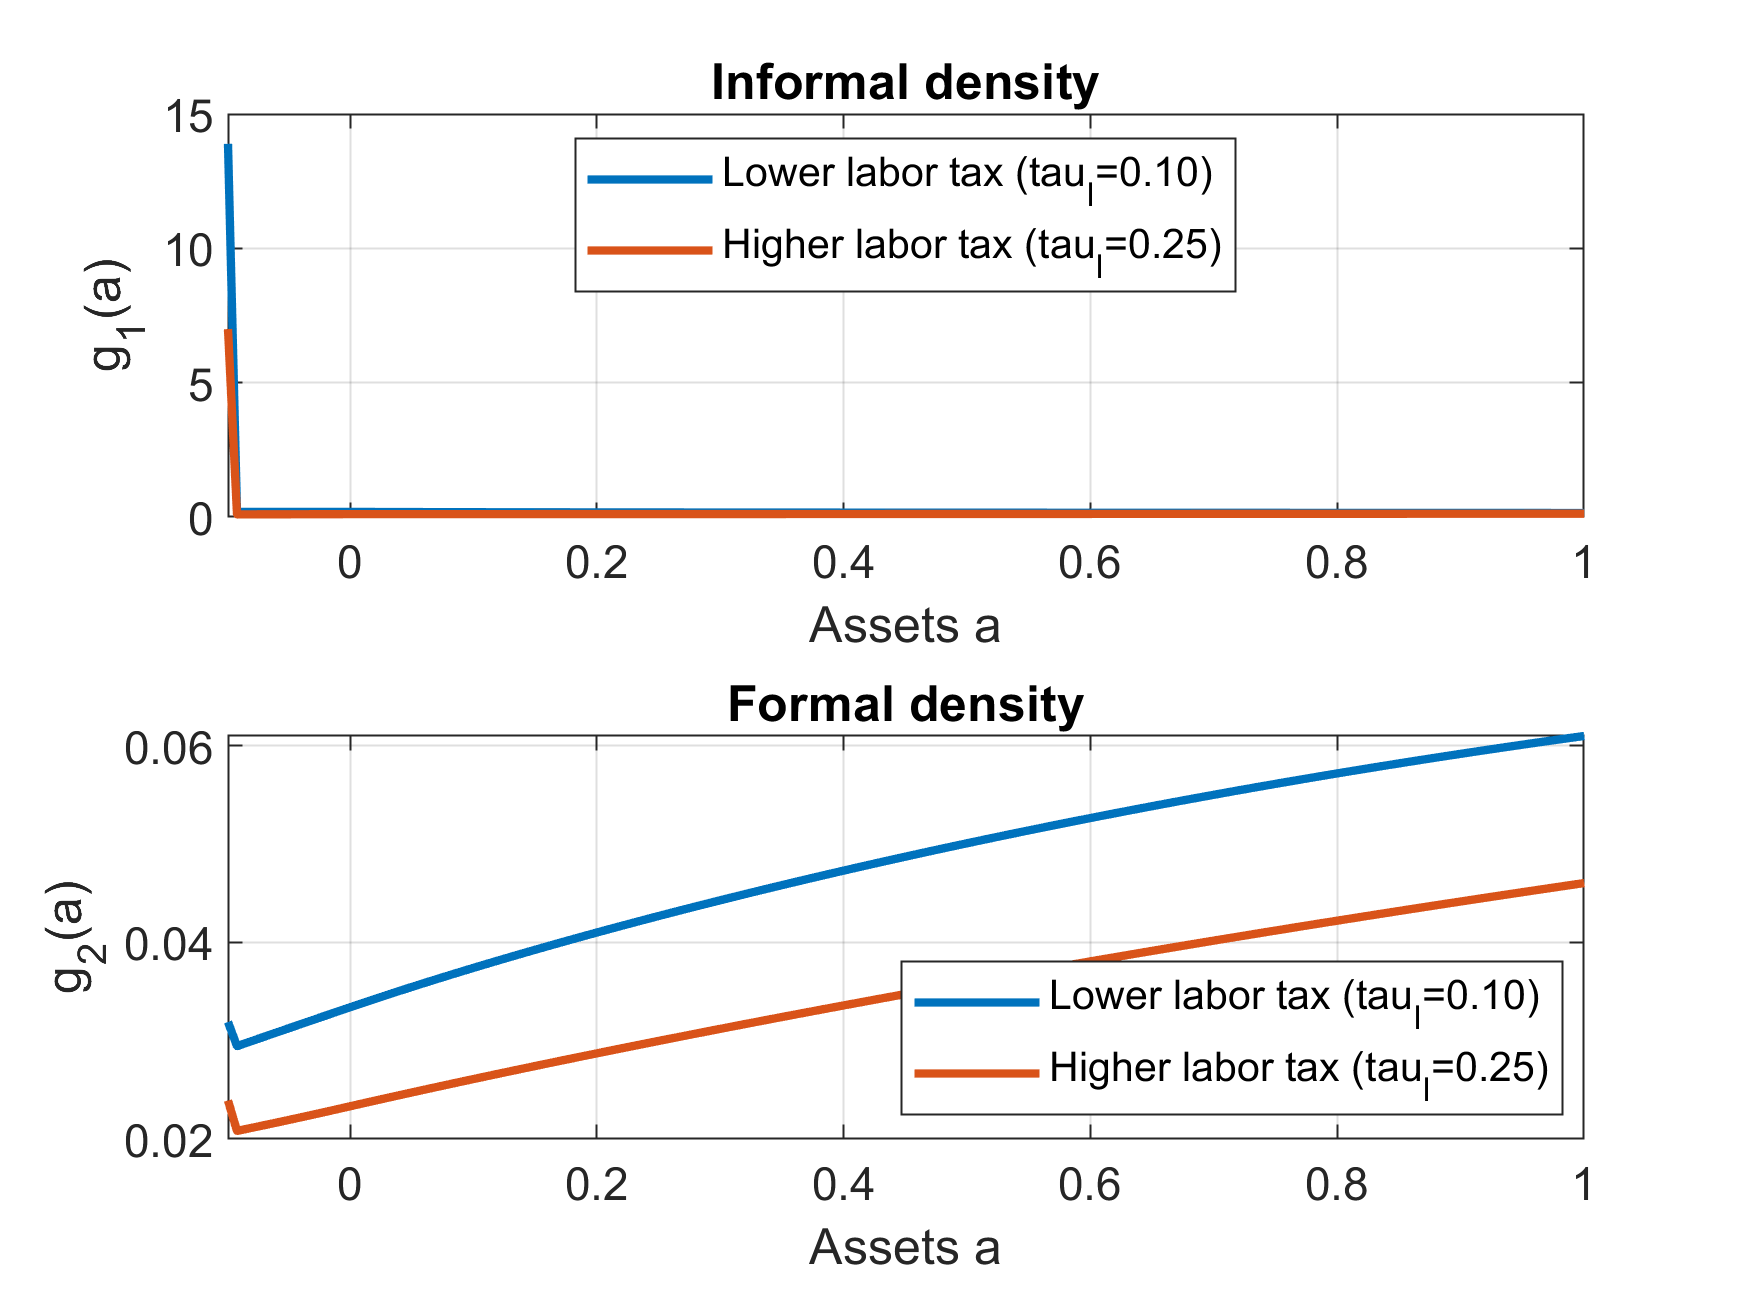 Informal density
15
10
5
0
g1(a)
Lower labor tax (taul=0.10)
Higher labor tax (taul=0.25)
0 0.2 0.4 0.6 0.8 1
Assets a
Formal density
0.06
0.04
0.02
g2(a)
Lower labor tax (taul=0.10)
Higher labor tax (taul=0.25)
0 0.2 0.4 0.6 0.8 1
Assets a